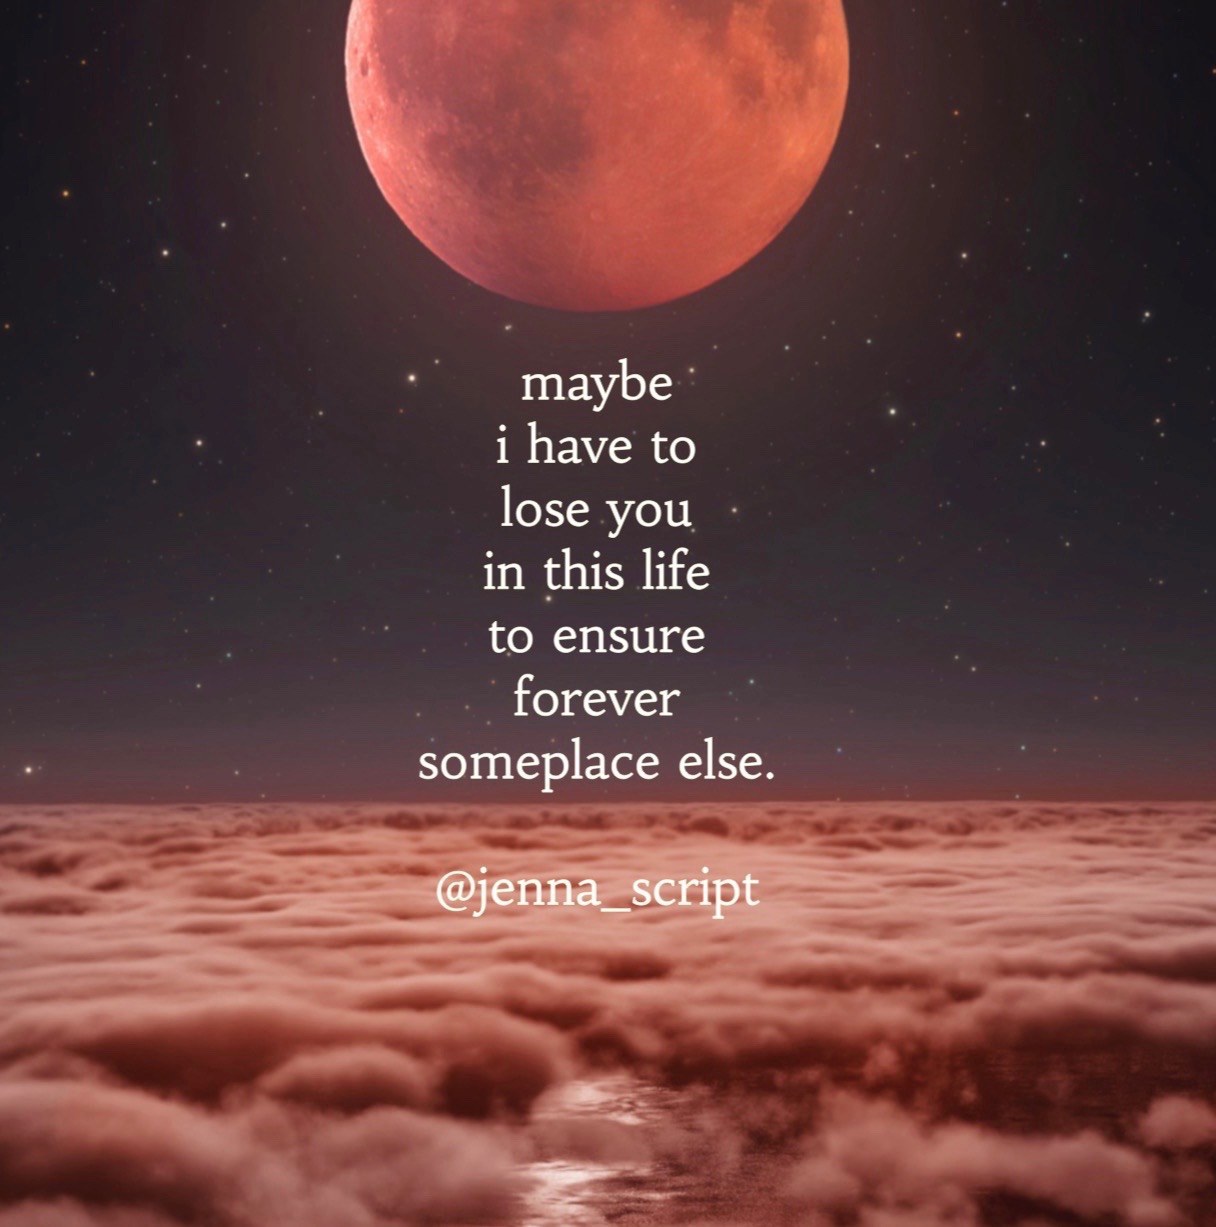 maybe
i have to
lose you
in this life
to ensure
forever
someplace else.
@jenna_script